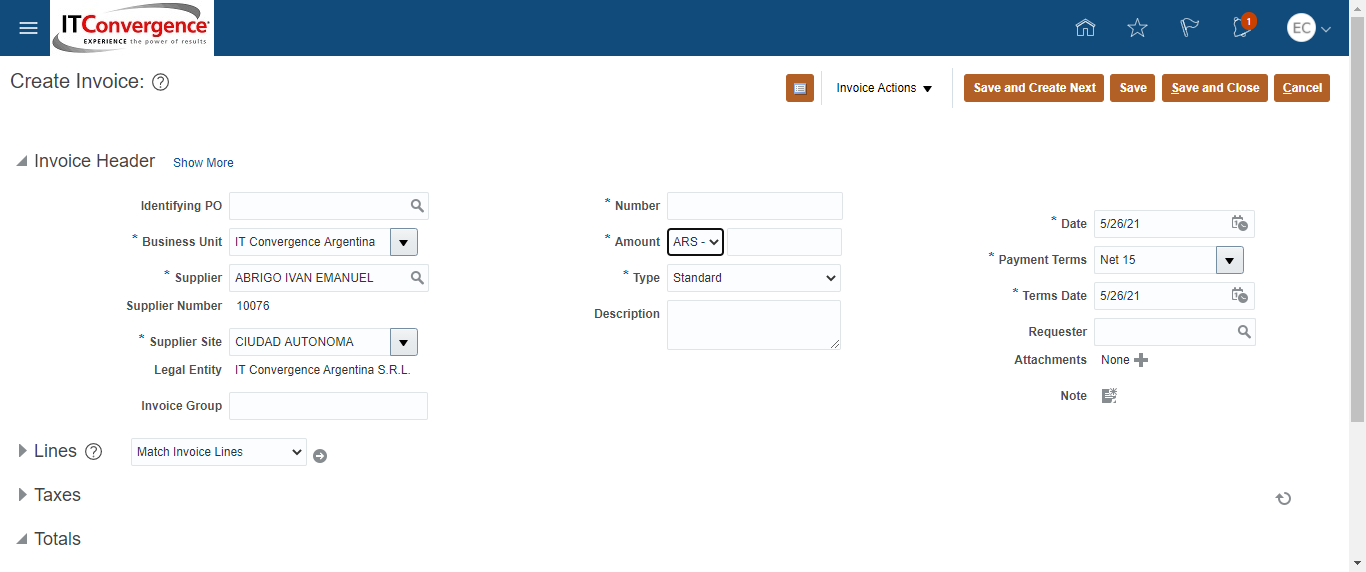 ITConvergence
EXPERIENCE the power of results
1
EC
Create Invoice: ?
Invoice Actions
Save and Create Next
Save
Save and Close
Cancel
Invoice Header
Show More
Identifying PO
* Business Unit IT Convergence Argentina
* Supplier ABRIGO IVAN EMANUEL
Supplier Number 10076
* Supplier Site CIUDAD AUTONOMA
Legal Entity IT Convergence Argentina S.R.L.
Invoice Group
* Number
* Amount ARS -
* Type Standard
Description
* Date 5/26/21
* Payment Terms Net 15
* Terms Date 5/26/21
Requester
Attachments None
Note
Lines ? Match Invoice Lines
Taxes
Totals